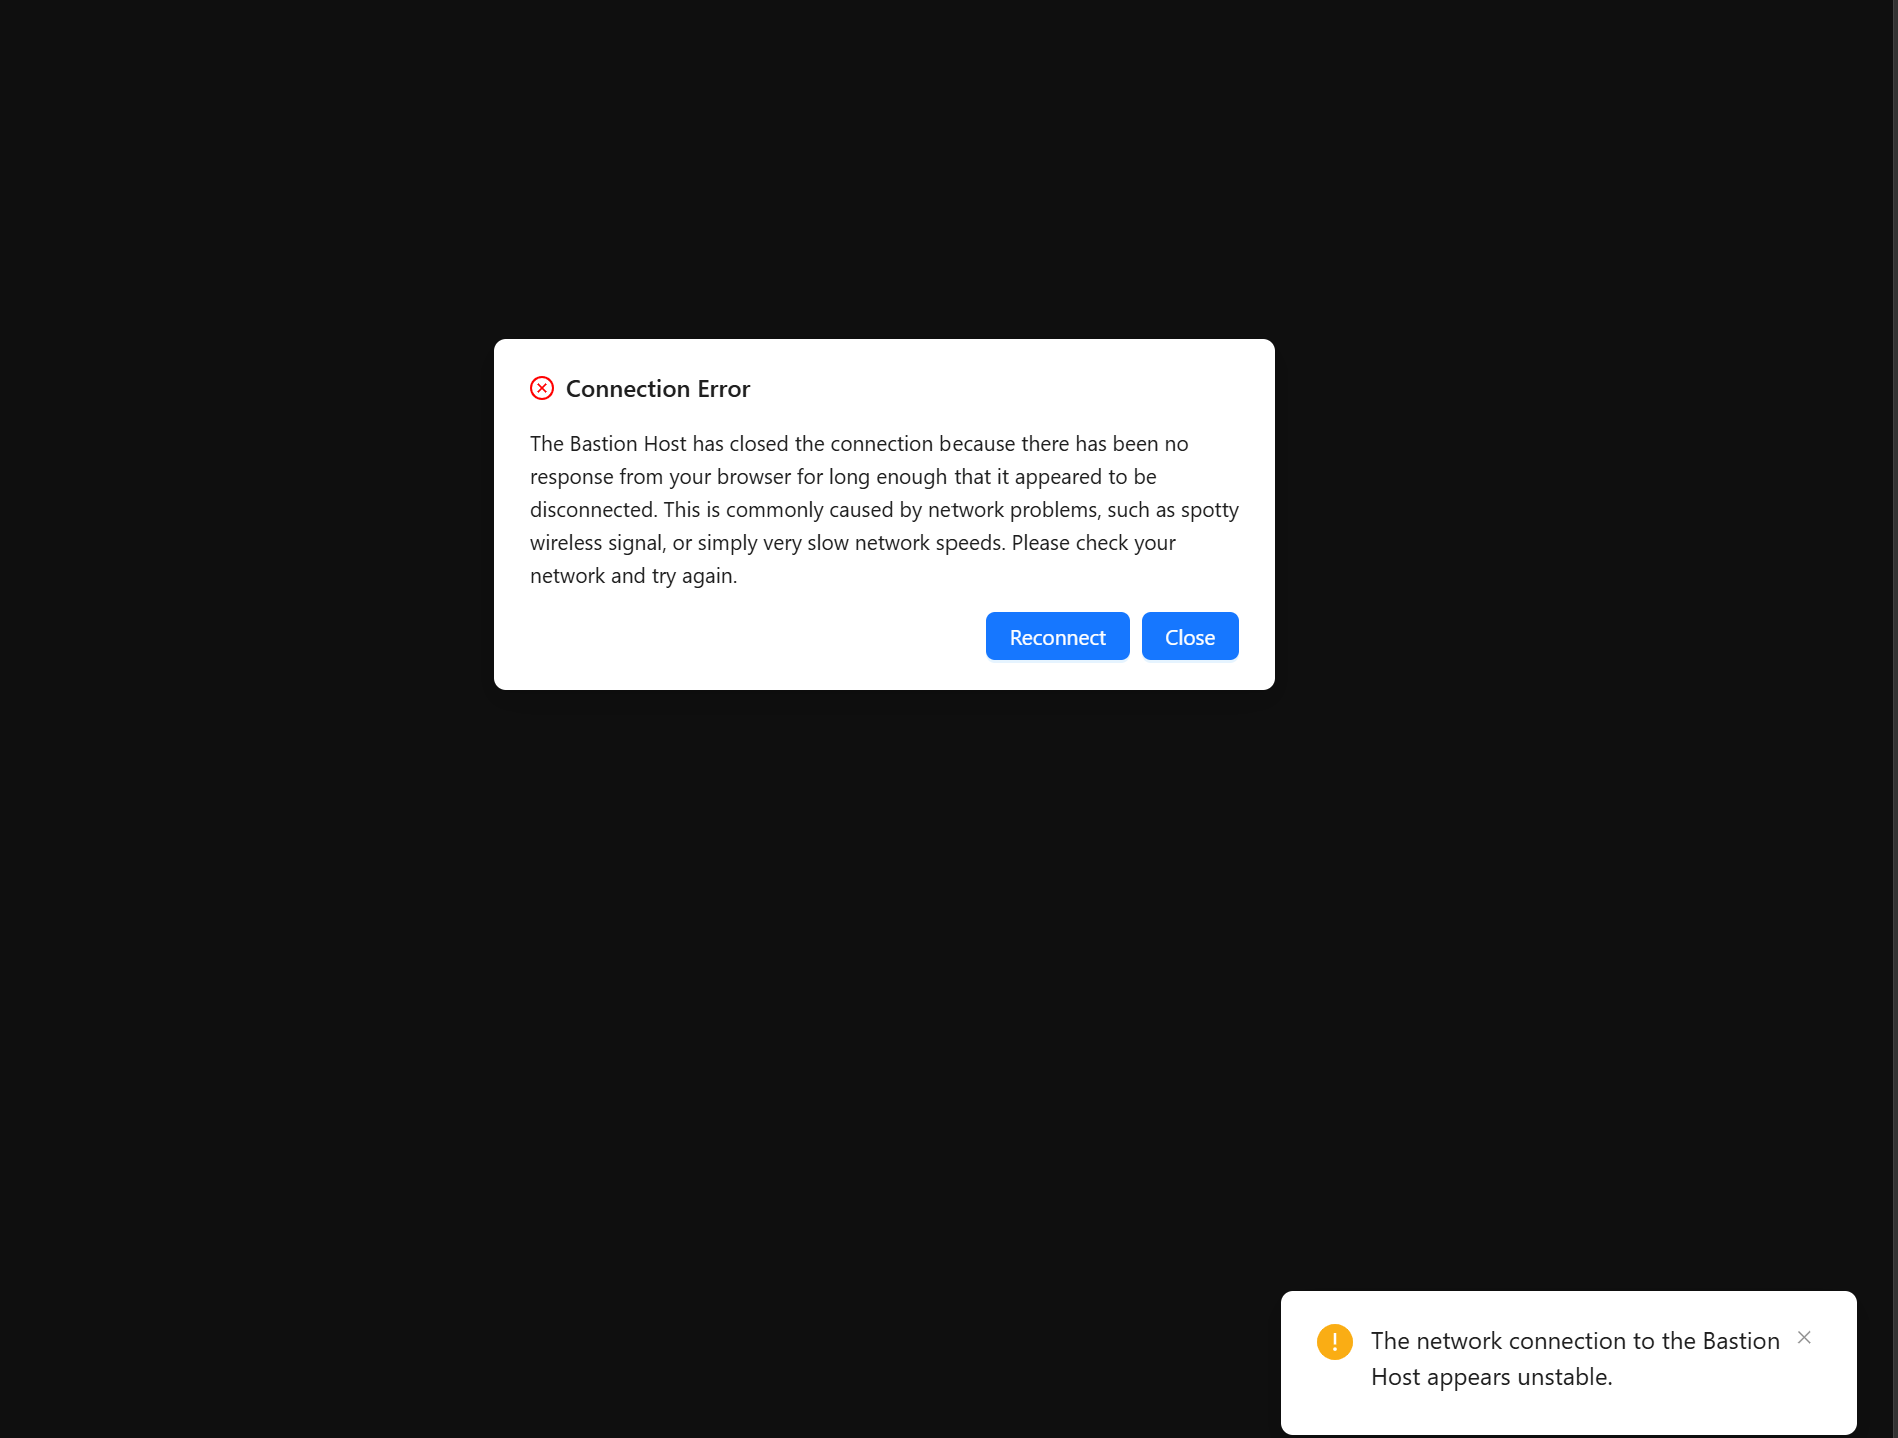 Connection Error
The Bastion Host has closed the connection because there has been no
response from your browser for long enough that it appeared to be
disconnected. This is commonly caused by network problems, such as spotty
wireless signal, or simply very slow network speeds. Please check your
network and try again.
Reconnect Close
The network connection to the Bastion
Host appears unstable.